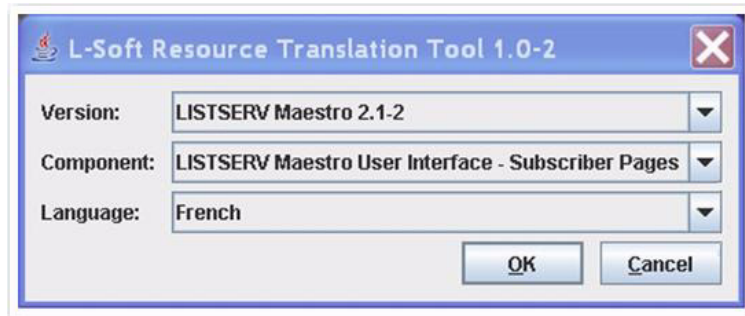 L-Soft Resource Translation Tool 1.0-2
Version: LISTSERV Maestro 2.1-2
Component: LISTSERV Maestro User Interface - Subscriber Pages
Language: French
OK Cancel